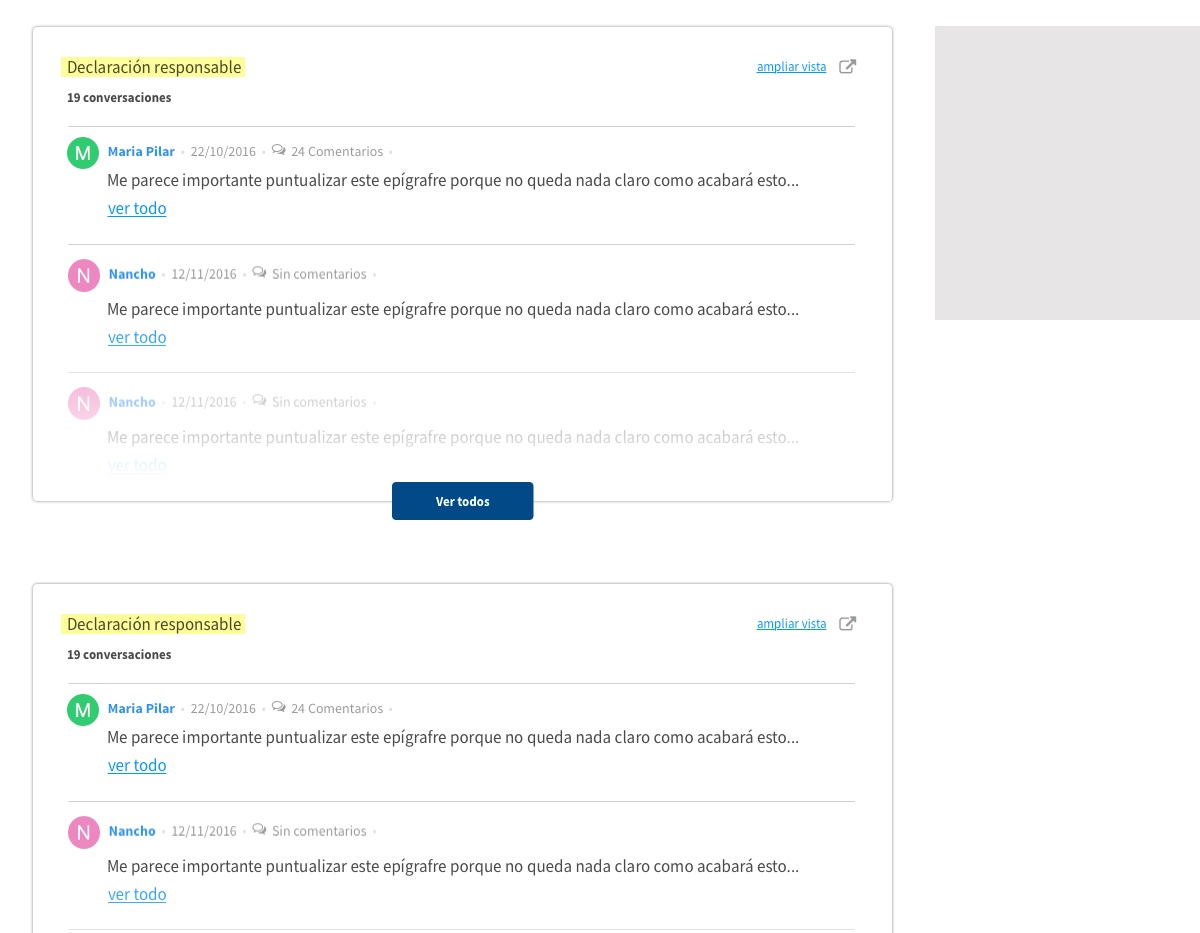 Declaración responsable
ampliar vista
19 conversaciones
M Maria Pilar • 22/10/2016 • 24 Comentarios •
Me parece importante puntualizar este epígrafre porque no queda nada claro como acabará esto...
ver todo
N Nancho • 12/11/2016 • Sin comentarios •
Me parece importante puntualizar este epígrafre porque no queda nada claro como acabará esto...
ver todo
N Nancho • 12/11/2016 • Sin comentarios •
Me parece importante puntualizar este epígrafre porque no queda nada claro como acabará esto...
ver todo
Ver todos
Declaración responsable
ampliar vista
19 conversaciones
M Maria Pilar • 22/10/2016 • 24 Comentarios •
Me parece importante puntualizar este epígrafre porque no queda nada claro como acabará esto...
ver todo
N Nancho • 12/11/2016 • Sin comentarios •
Me parece importante puntualizar este epígrafre porque no queda nada claro como acabará esto...
ver todo